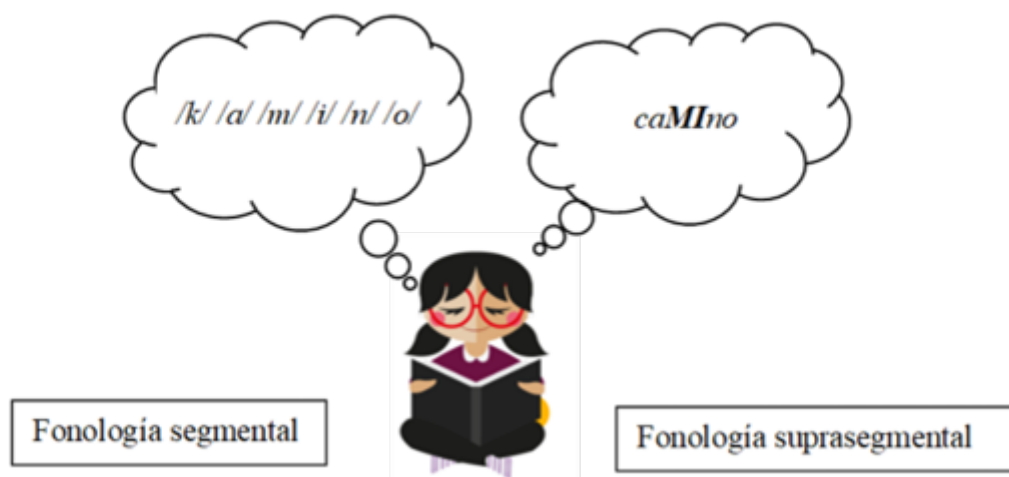 /k/ /a/ /m/ /i/ /n/ /o/
caMIno
Fonología segmental
Fonología suprasegmental